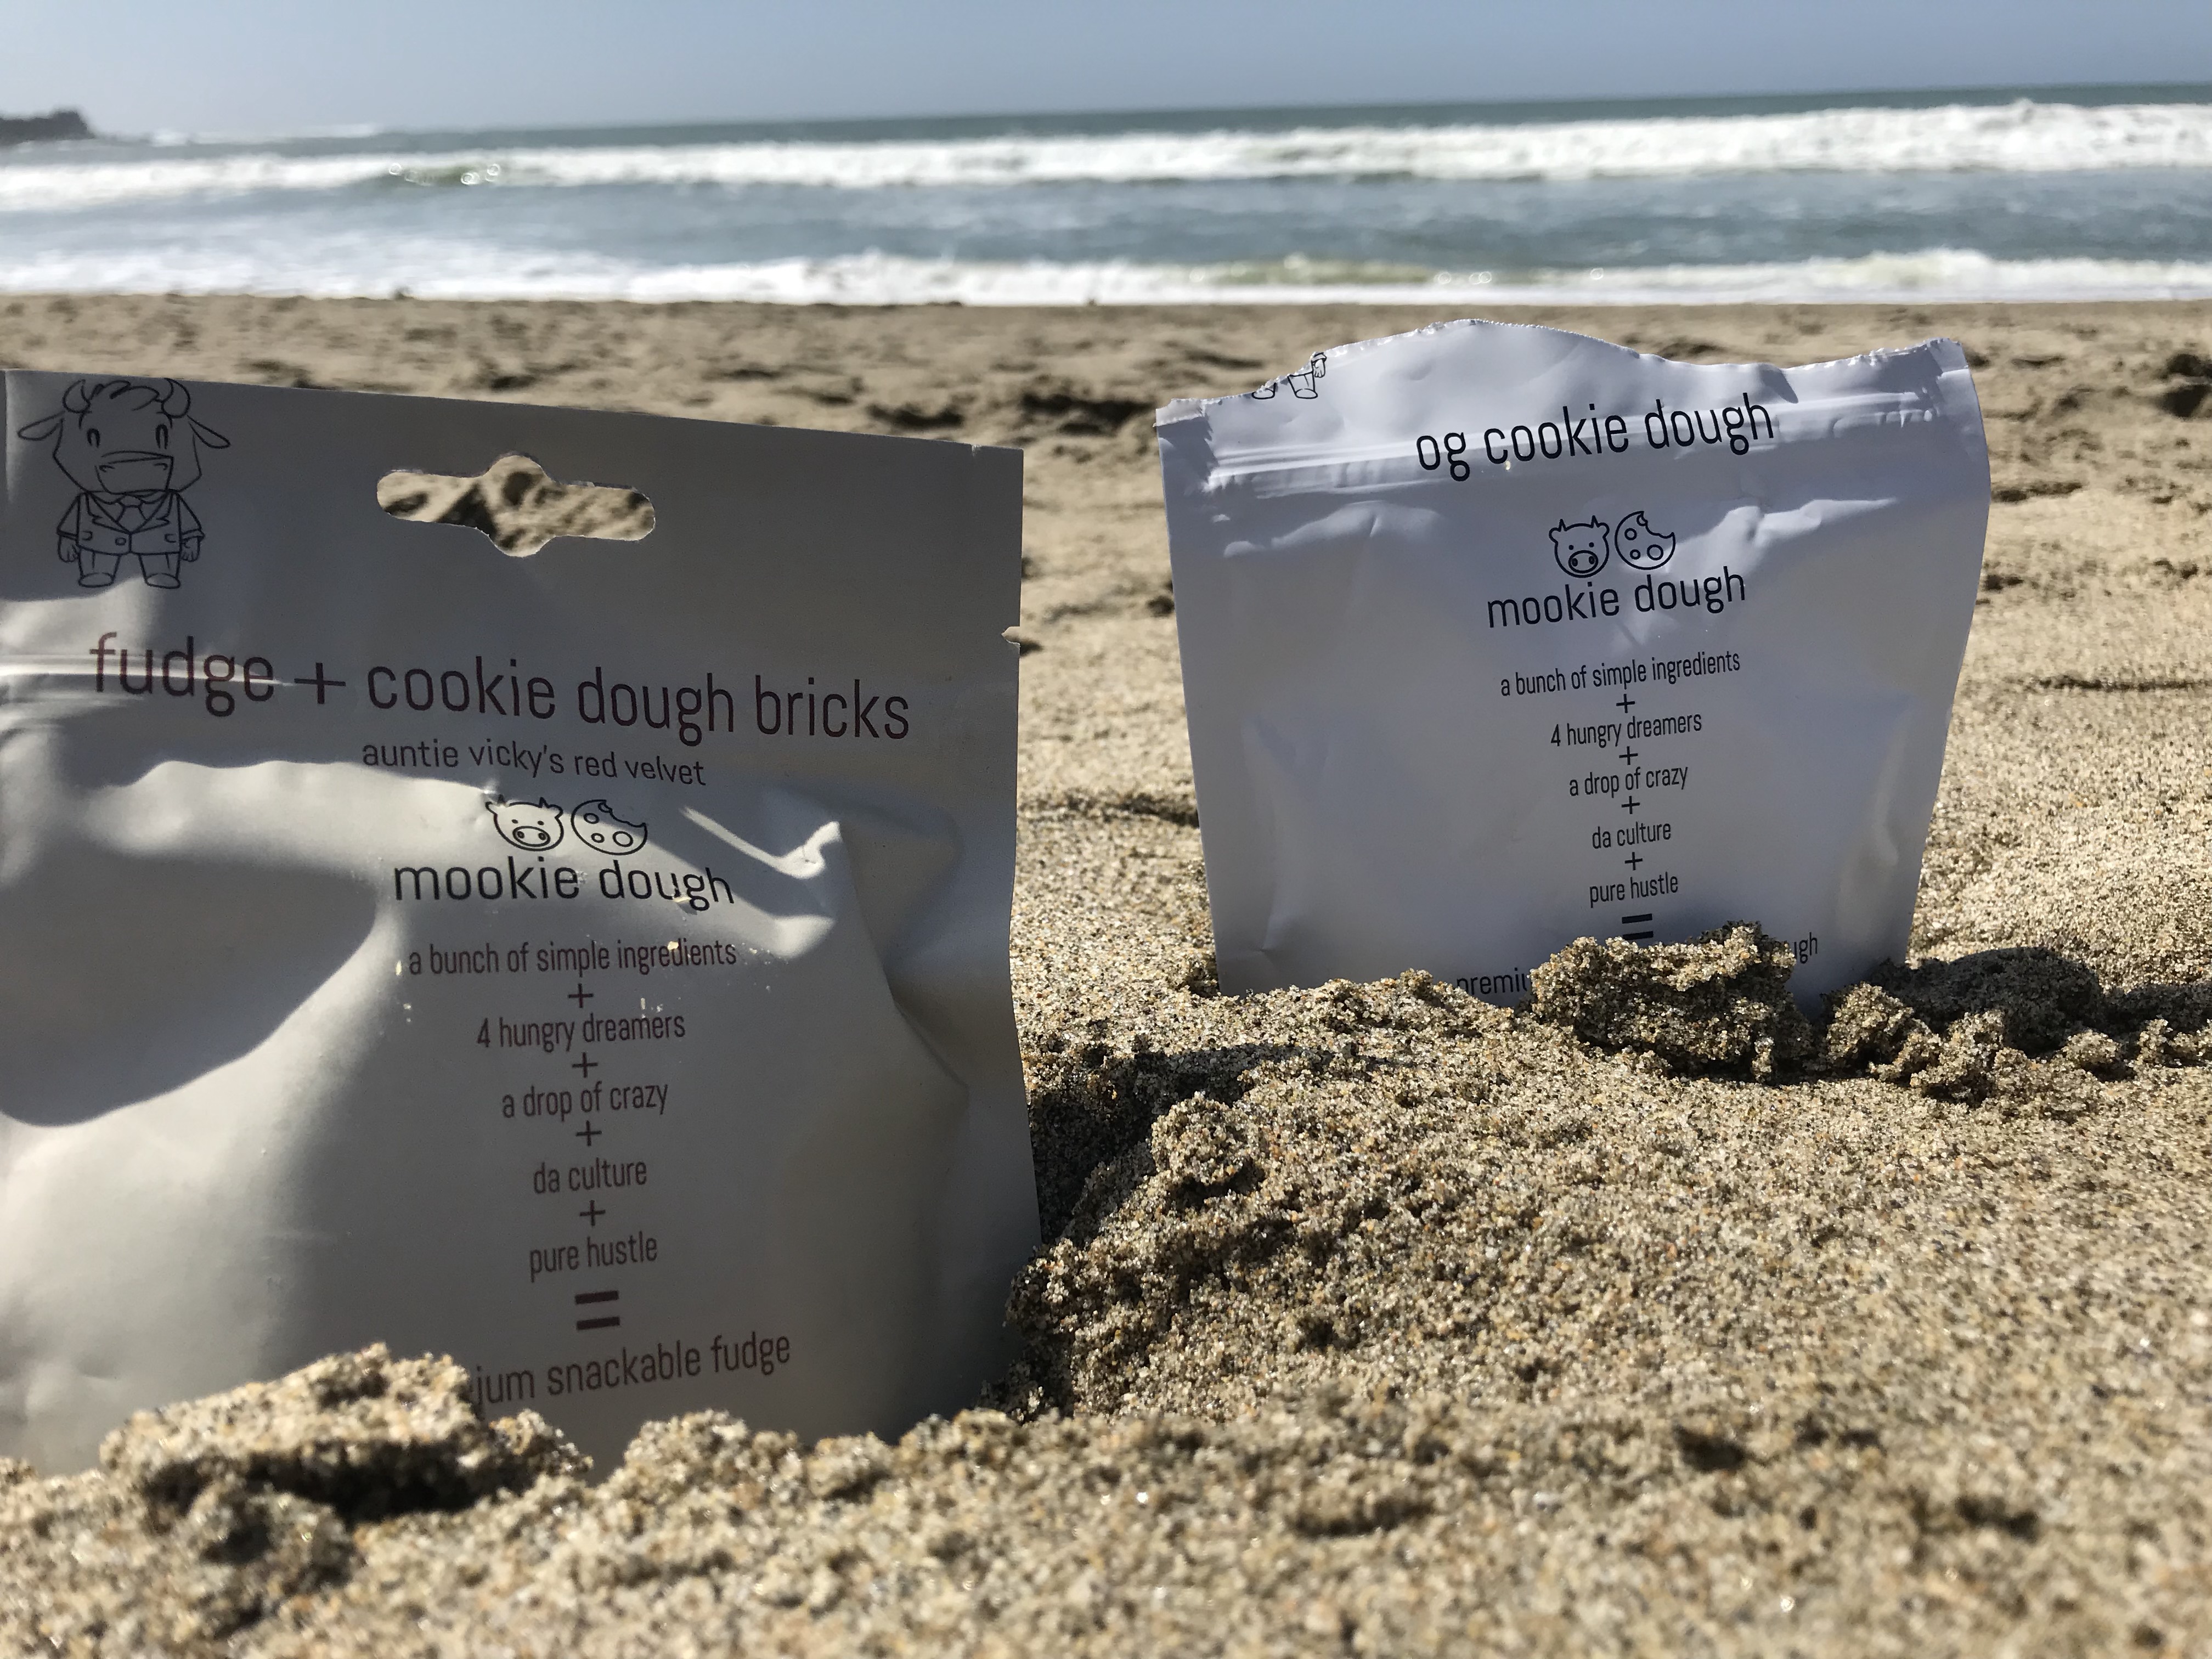 fudge + cookie dough bricks
auntie vicky's red velvet
mookie dough
a bunch of simple ingredients
+
4 hungry dreamers
+
a drop of crazy
+
da culture
+
pure hustle
=
snackable fudge
og cookie dough
mookie dough
a bunch of simple ingredients
+
4 hungry dreamers
+
a drop of crazy
+
da culture
+
pure hustle
=